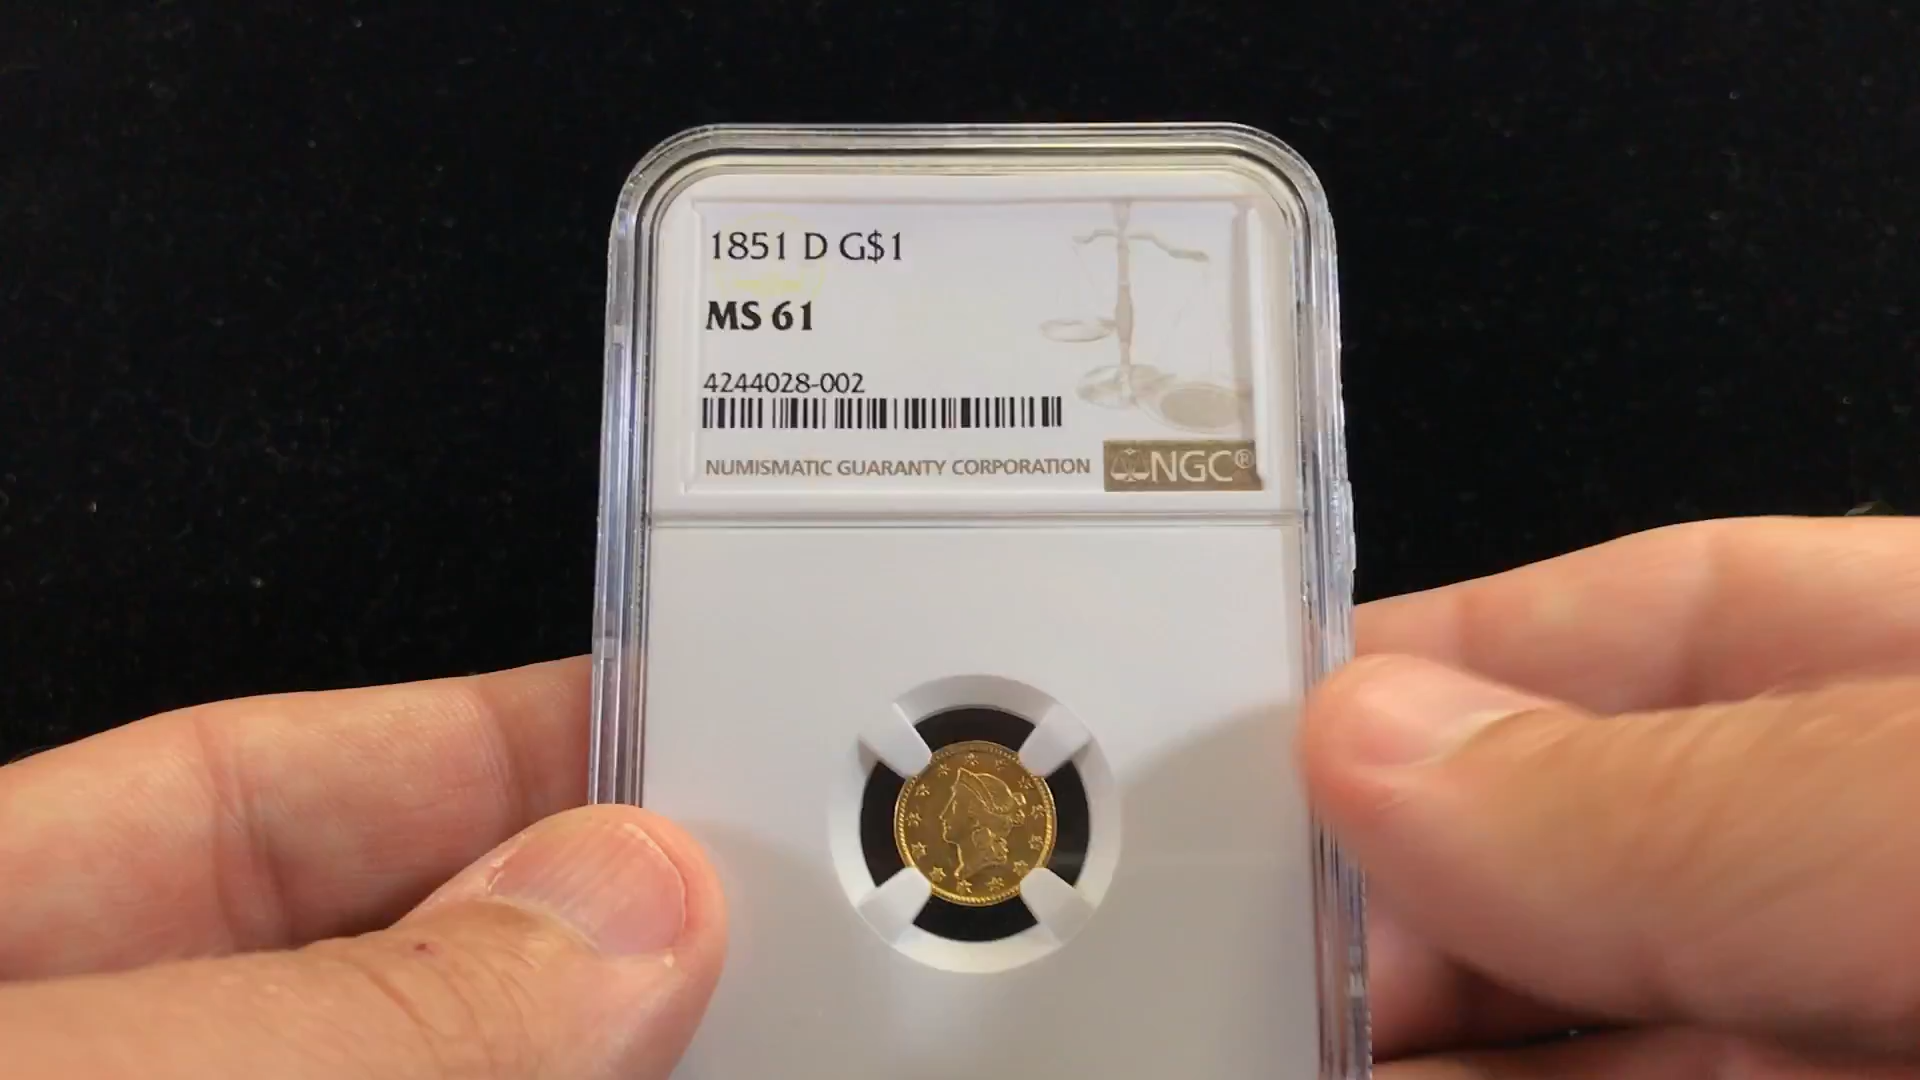 1851 D G$1
MS 61
4244028-002
NUMISMATIC GUARANTY CORPORATION
NGC®